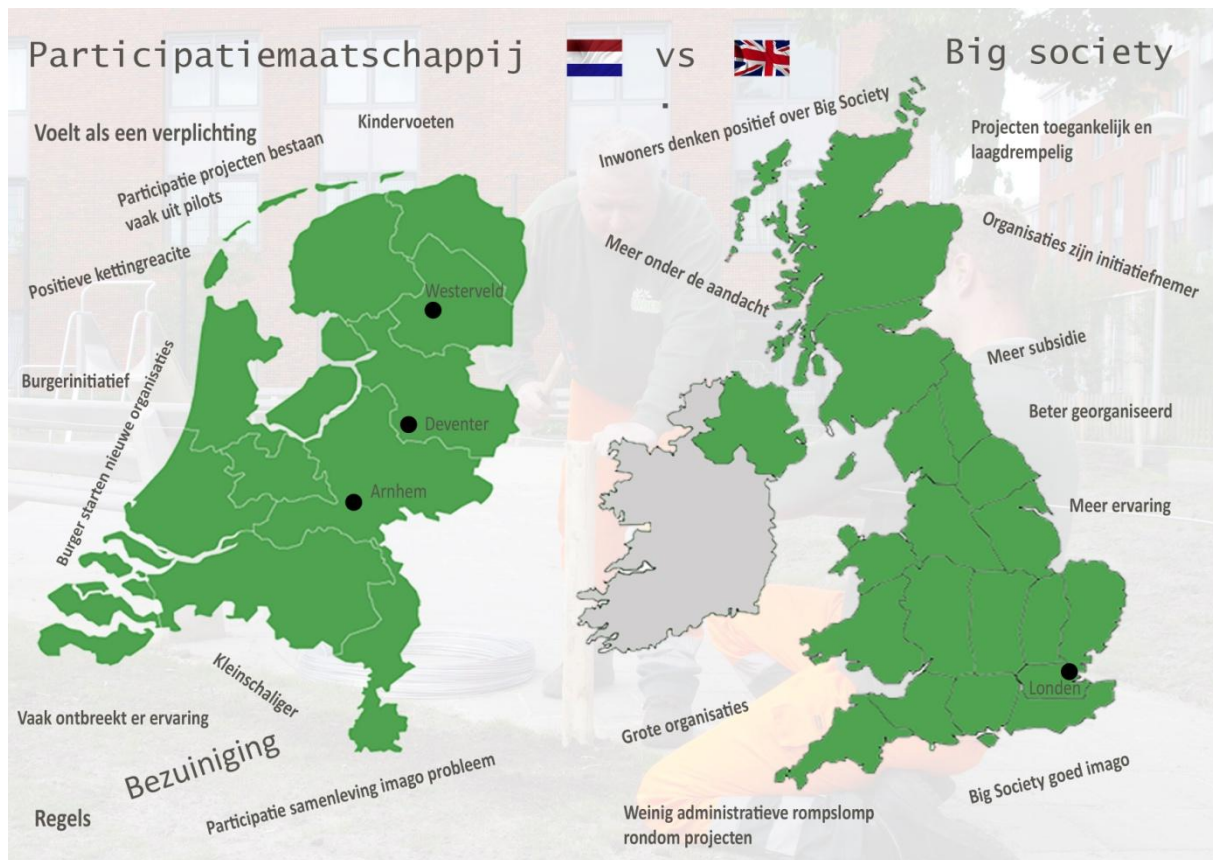 Participatiemaatschappij vs Big society
.
Voelt als een verplichting
Kindervoeten
Participatie projecten bestaan
vaak uit pilots
Positieve kettingreacite
Westerveld
Burgerinitiatief
Burger starten nieuwe organisaties
Deventer
Arnhem
Kleinschaliger
Vaak ontbreekt er ervaring
Bezuiniging
Participatie samenleving imago probleem
Regels
Inwoners denken positief over Big Society
Projecten toegankelijk en
laagdrempelig
Organisaties zijn initiatiefnemer
Meer onder de aandacht
Meer subsidie
Beter georganiseerd
Meer ervaring
Londen
Grote organisaties
Big Society goed imago
Weinig administratieve rompslomp
rondom projecten